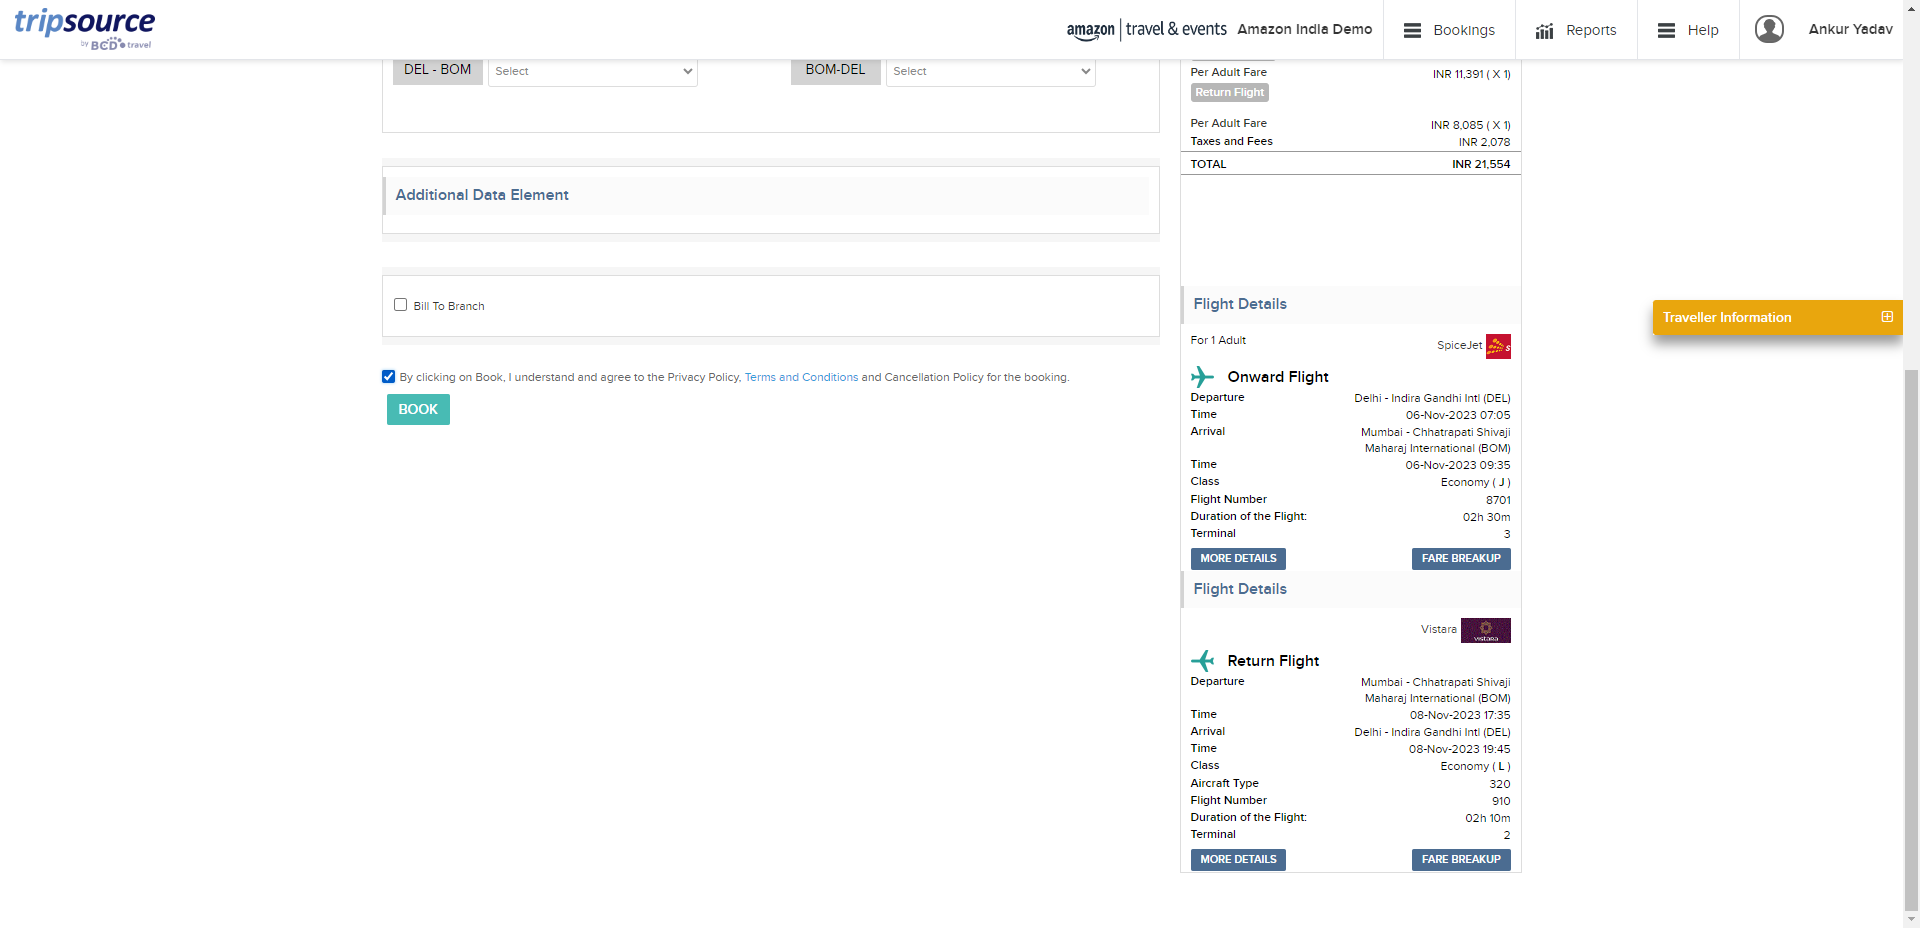 tripsource
by BCD travel
amazon travel & events
Amazon India Demo
Bookings
Reports
Help
Ankur Yadav
DEL - BOM
Select
BOM-DEL
Select
Additional Data Element
Bill To Branch
By clicking on Book, I understand and agree to the Privacy Policy, Terms and Conditions and Cancellation Policy for the booking.
BOOK
Per Adult Fare INR 11,391 ( X 1)
Return Flight
Per Adult Fare INR 8,085 ( X 1)
Taxes and Fees INR 2,078
TOTAL INR 21,554
Flight Details
For 1 Adult SpiceJet
Onward Flight
Departure Delhi - Indira Gandhi Intl (DEL)
Time 06-Nov-2023 07:05
Arrival Mumbai - Chhatrapati Shivaji
Maharaj International (BOM)
Time 06-Nov-2023 09:35
Class Economy ( J )
Flight Number 8701
Duration of the Flight: 02h 30m
Terminal 3
MORE DETAILS FARE BREAKUP
Flight Details
Vistara vistara
Return Flight
Departure Mumbai - Chhatrapati Shivaji
Maharaj International (BOM)
Time 08-Nov-2023 17:35
Arrival Delhi - Indira Gandhi Intl (DEL)
Time 08-Nov-2023 19:45
Class Economy ( L )
Aircraft Type 320
Flight Number 910
Duration of the Flight: 02h 10m
Terminal 2
MORE DETAILS FARE BREAKUP
Traveller Information